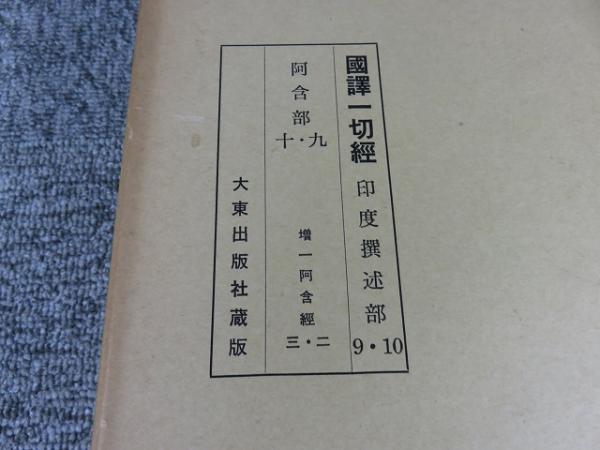 國譯一切經 印度撰述部 9・10
阿含部 十・九 增一阿含經 三・二
大東出版社蔵版